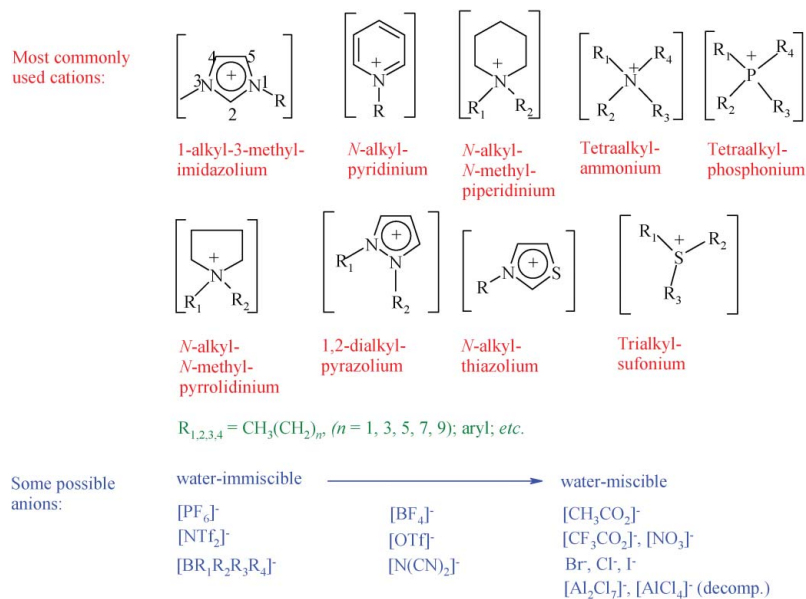 Most commonly
used cations:
4 5
3 N N 1
+
2 R
N
+
R
N
+
R1 R2
R1 R4
N
+
R2 R3
R1 R4
P
+
R2 R3
1-alkyl-3-methyl-
imidazolium
N-alkyl-
pyridinium
N-alkyl-
N-methyl-
piperidinium
Tetraalkyl-
ammonium
Tetraalkyl-
phosphonium
+
N
R1 R2
R1 N
+
N
R2
N
+
S
R
R1 + R2
S
R3
N-alkyl-
N-methyl-
pyrrolidinium
1,2-dialkyl-
pyrazolium
N-alkyl-
thiazolium
Trialkyl-
sufonium
R1,2,3,4 = CH3(CH2)n, (n = 1, 3, 5, 7, 9); aryl; etc.
Some possible
anions:
water-immiscible water-miscible
[PF6]- [BF4]- [CH3CO2]-
[NTf2]- [OTf]- [CF3CO2]-, [NO3]-
[BR1R2R3R4]- [N(CN)2]- Br-, Cl-, I-
[Al2Cl7]-, [AlCl4]- (decomp.)